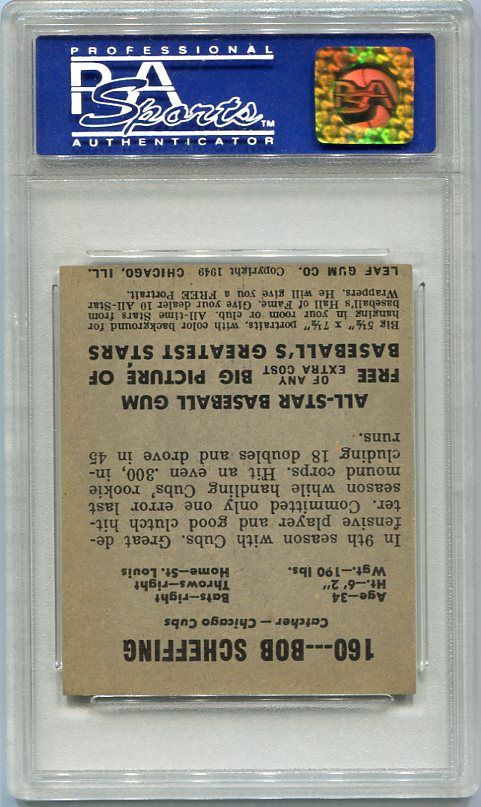 PROFESSIONAL
PSA
Sports™
AUTHENTICATOR
PSA
160---BOB SCHEFFING
Catcher — Chicago Cubs
Age—34 Bats—right
Ht.—6' 2" Throws—right
Wgt.—190 lbs. Home—St. Louis
In 9th season with Cubs. Great de-
fensive player and good clutch hit-
ter. Committed only one error last
season while handling Cubs' rookie
mound corps. Hit an even .300, in-
cluding 18 doubles and drove in 45
runs.
ALL-STAR BASEBALL GUM
FREE OF ANY EXTRA COST BIG PICTURE OF
BASEBALL'S GREATEST STARS
Big 5½" x 7½" portraits, with color background for
hanging in your room or club. All-time Stars from
baseball's Hall of Fame. Give your dealer 10 All-Star
Wrappers. He will give you a FREE Portrait.
LEAF GUM CO. Copyright 1949 CHICAGO, ILL.